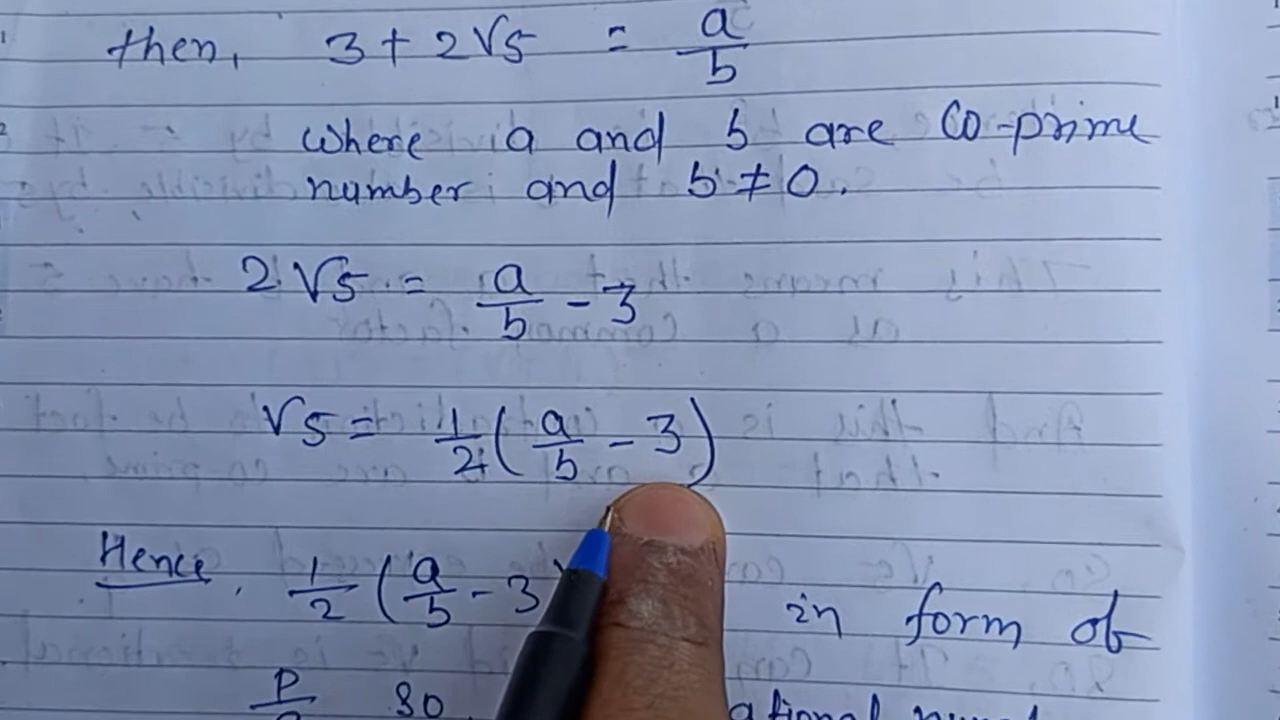 then, 3 + 2√5 = a/b
where a and b are co-prime
number and b ≠ 0.
2√5 = a/b - 3
√5 = 1/2 (a/b - 3)
Hence, 1/2 (a/b - 3 in form of
P so